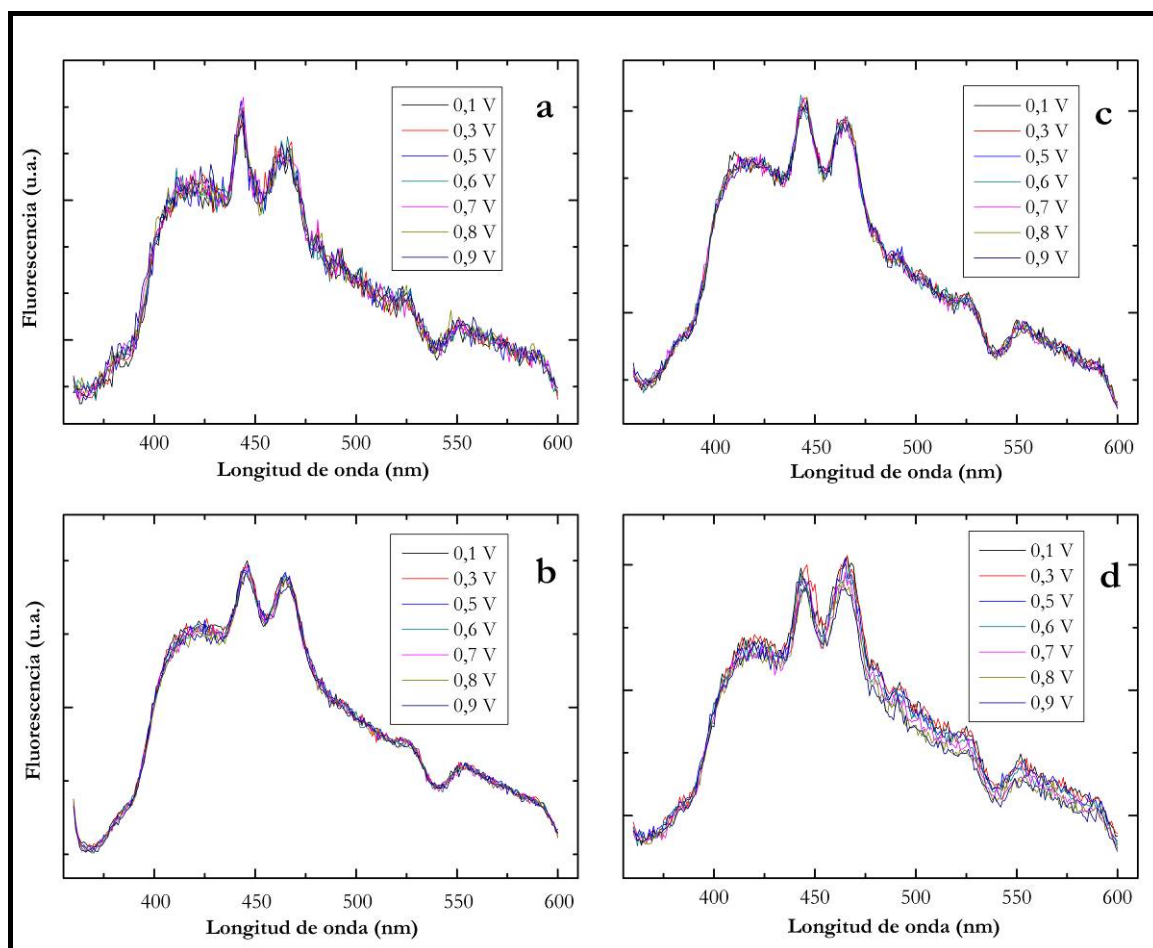 a
0,1 V
0,3 V
0,5 V
0,6 V
0,7 V
0,8 V
0,9 V
Fluorescencia (u.a.)
400 450 500 550 600
Longitud de onda (nm)
c
0,1 V
0,3 V
0,5 V
0,6 V
0,7 V
0,8 V
0,9 V
400 450 500 550 600
Longitud de onda (nm)
b
0,1 V
0,3 V
0,5 V
0,6 V
0,7 V
0,8 V
0,9 V
Fluorescencia (u.a.)
400 450 500 550 600
Longitud de onda (nm)
d
0,1 V
0,3 V
0,5 V
0,6 V
0,7 V
0,8 V
0,9 V
400 450 500 550 600
Longitud de onda (nm)